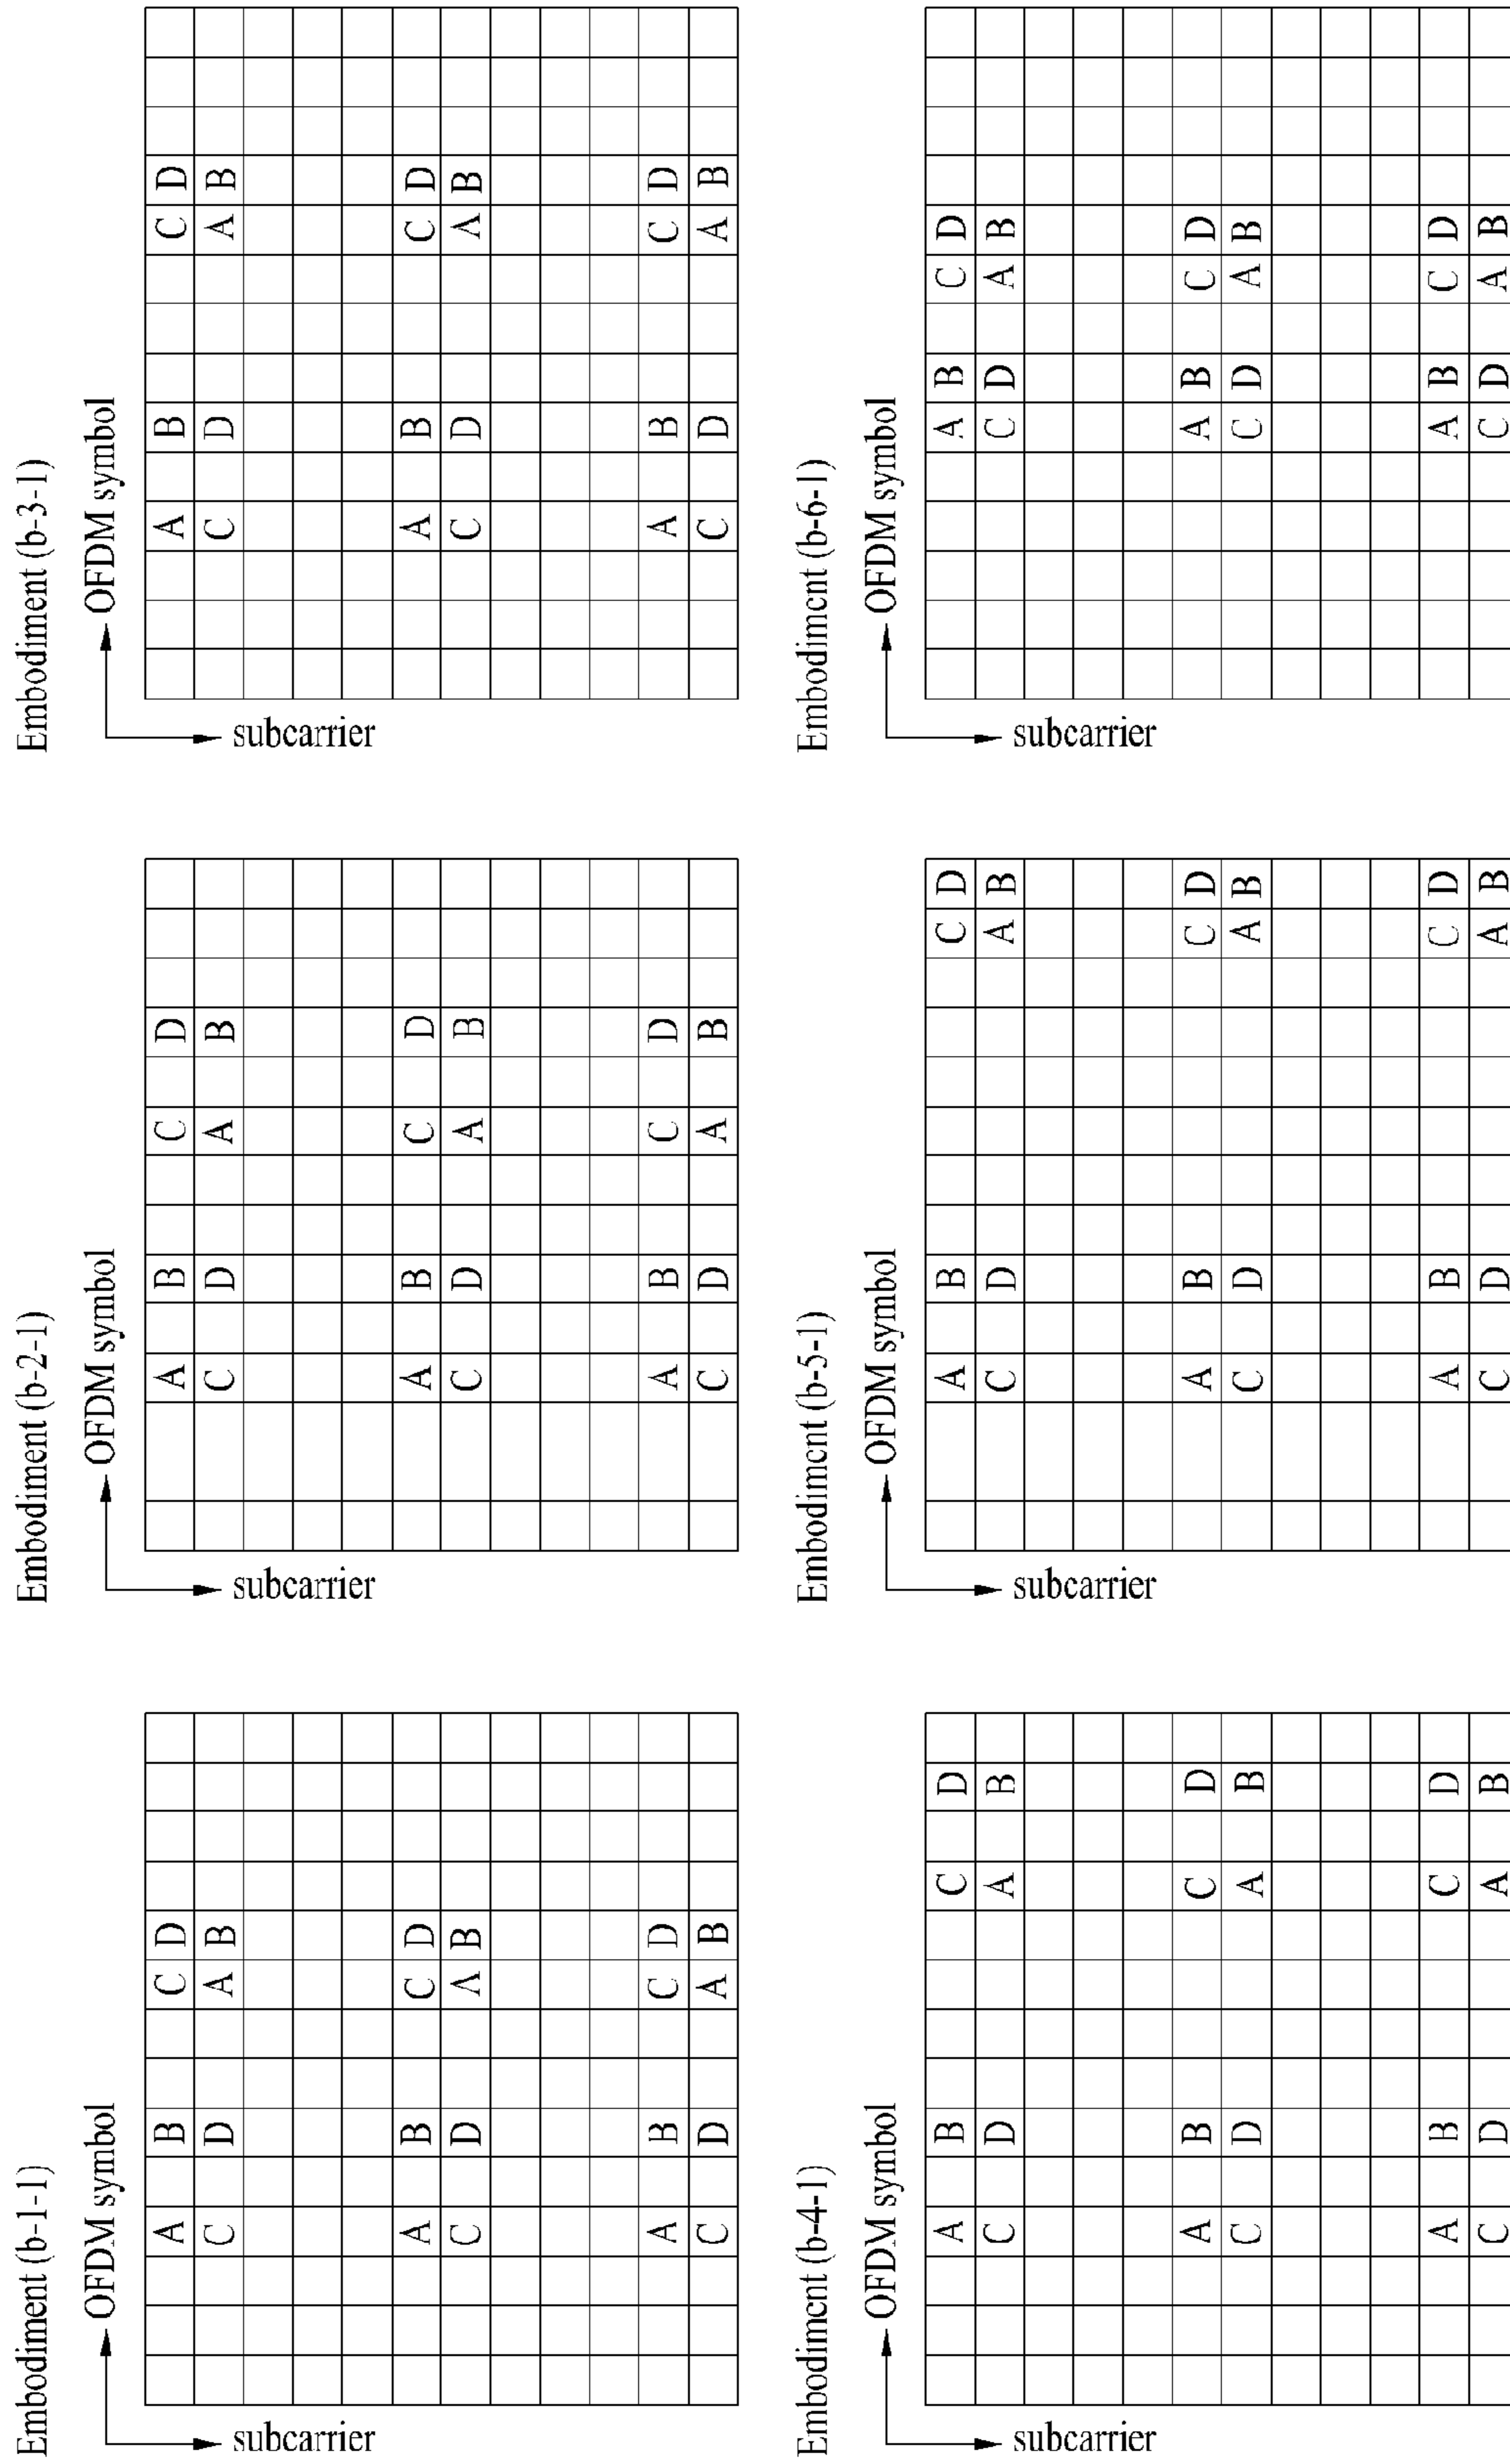 Embodiment (b-1-1)
OFDM symbol
subcarrier
A B C D
C D A B
A B C D
C D A B
A B C D
C D A B
Embodiment (b-2-1)
OFDM symbol
subcarrier
A B C D
C D A B
A B C D
C D A B
A B C D
C D A B
Embodiment (b-3-1)
OFDM symbol
subcarrier
A B C D
C D A B
A B C D
C D A B
A B C D
C D A B
Embodiment (b-4-1)
OFDM symbol
subcarrier
A B C D
C D A B
A B C D
C D A B
A B C D
C D A B
Embodiment (b-5-1)
OFDM symbol
subcarrier
A B C D
C D A B
A B C D
C D A B
A B C D
C D A B
Embodiment (b-6-1)
OFDM symbol
subcarrier
A B C D
C D A B
A B C D
C D A B
A B C D
C D A B